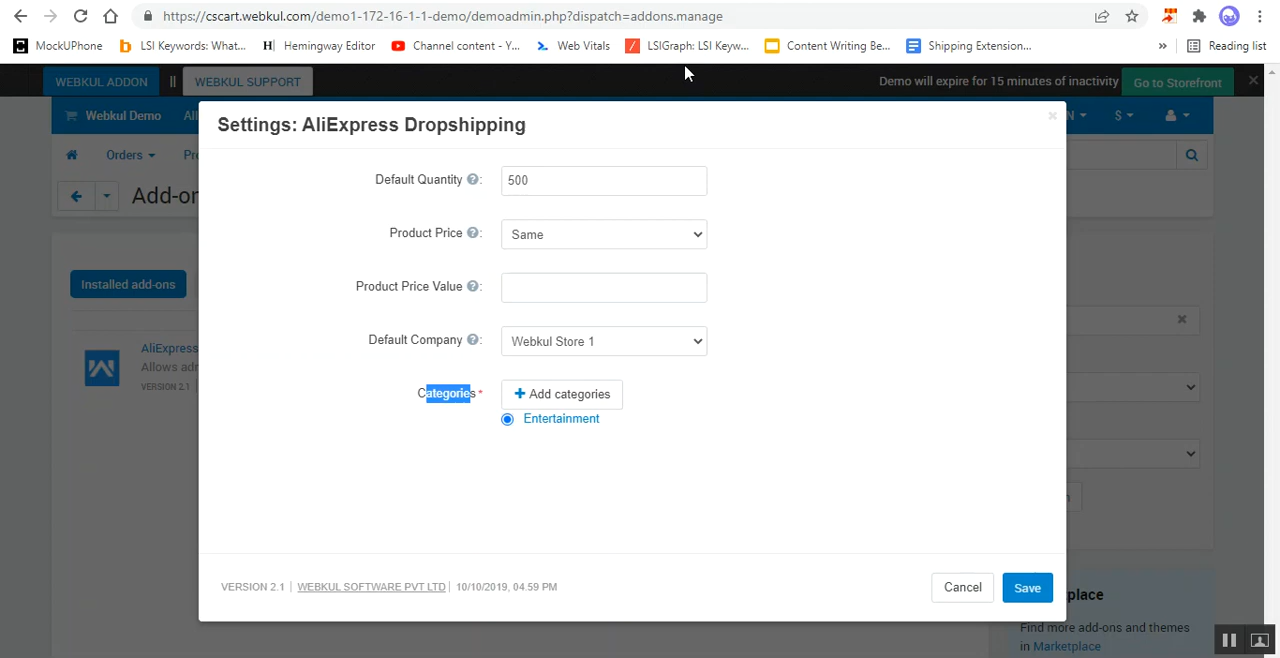 https://cscart.webkul.com/demo1-172-16-1-1-demo/demoadmin.php?dispatch=addons.manage
MockUPhone LSI Keywords: What... Hemingway Editor Channel content - Y... Web Vitals LSIGraph: LSI Keyw... Content Writing Be... Shipping Extension... » Reading list
WEBKUL ADDON || WEBKUL SUPPORT Demo will expire for 15 minutes of inactivity Go to Storefront
Webkul Demo All N $
Settings: AliExpress Dropshipping
Orders Pr
Add-on
Default Quantity ?: 500
Product Price ?: Same
Product Price Value ?:
Installed add-ons
Default Company ?: Webkul Store 1
AliExpress
Allows ad
VERSION 2.1
Categories * + Add categories
Entertainment
VERSION 2.1 | WEBKUL SOFTWARE PVT LTD | 10/10/2019, 04.59 PM
Cancel Save
place
Find more add-ons and themes
in Marketplace